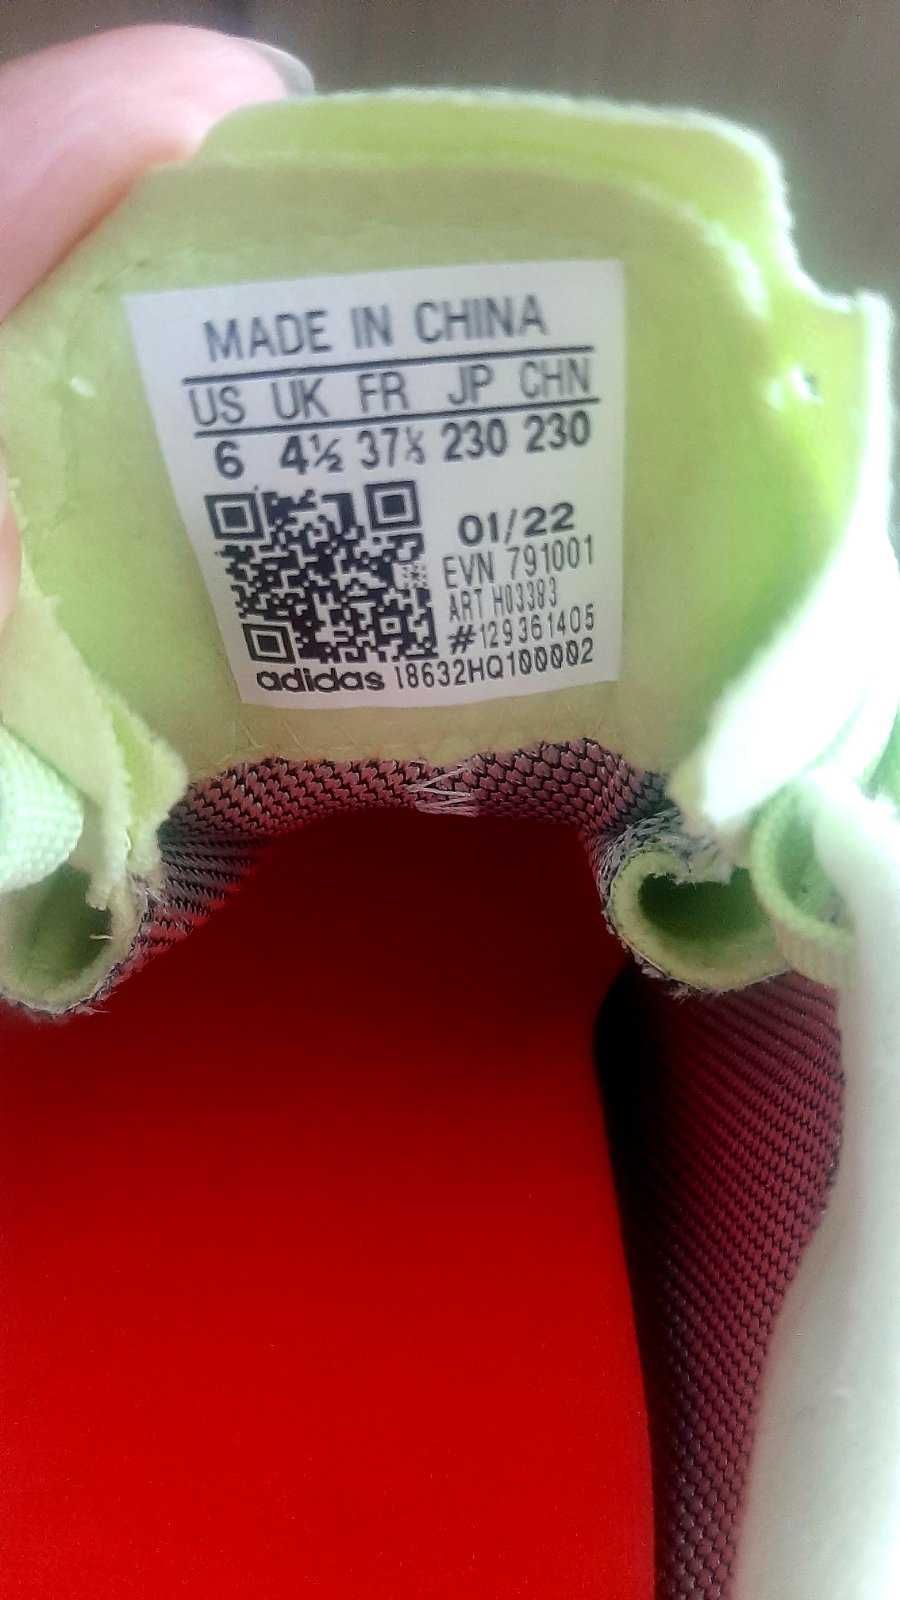 MADE IN CHINA
US UK FR JP CHN
6 4½ 37⅓ 230 230
01/22
EVN 791001
ART H03383
#129361405
adidas 18632HQ100002